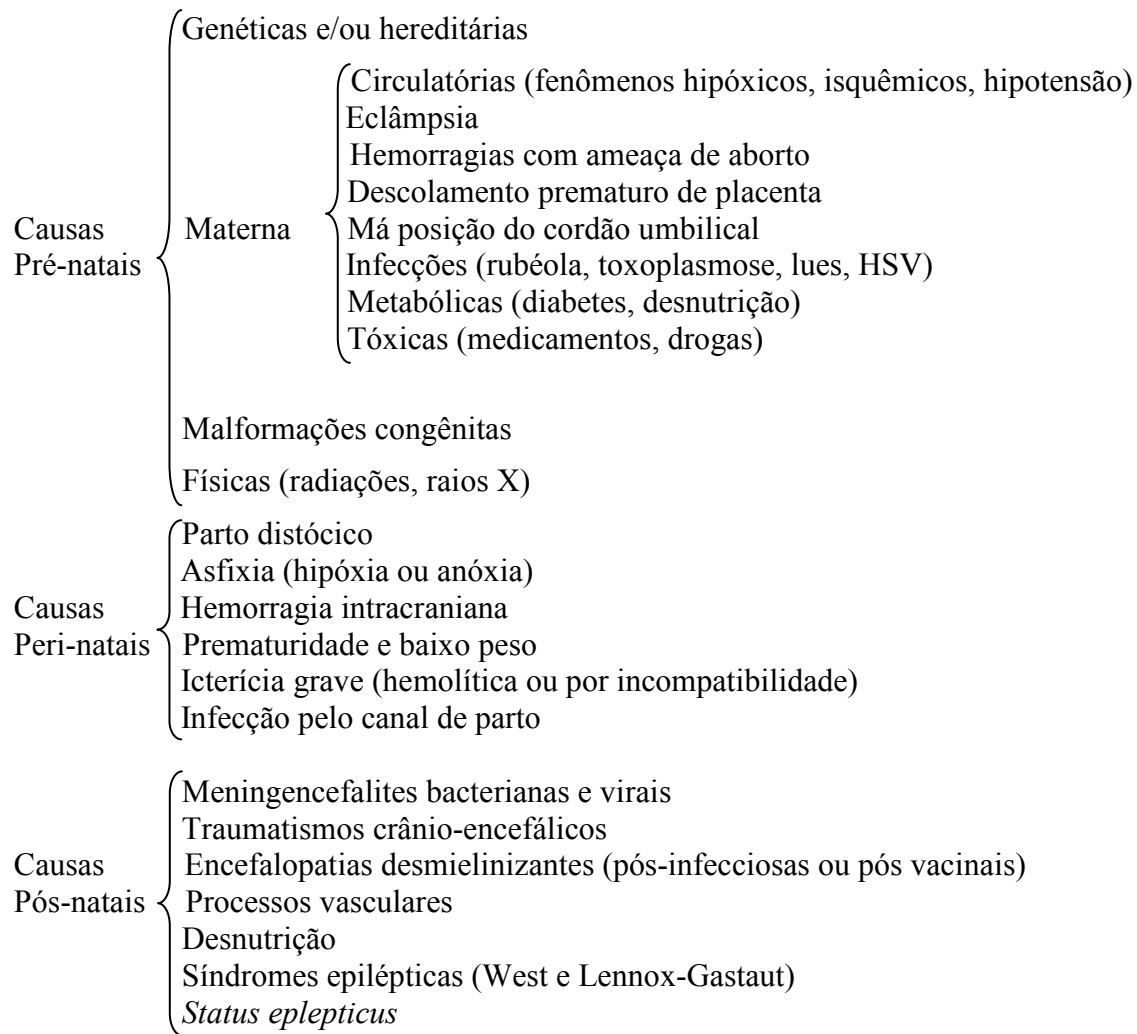 Genéticas e/ou hereditárias
Circulatórias (fenômenos hipóxicos, isquêmicos, hipotensão)
Eclâmpsia
Hemorragias com ameaça de aborto
Descolamento prematuro de placenta
Causas
Pré-natais
Materna
Má posição do cordão umbilical
Infecções (rubéola, toxoplasmose, lues, HSV)
Metabólicas (diabetes, desnutrição)
Tóxicas (medicamentos, drogas)
Malformações congênitas
Físicas (radiações, raios X)
Causas
Peri-natais
Parto distócico
Asfixia (hipóxia ou anóxia)
Hemorragia intracraniana
Prematuridade e baixo peso
Icterícia grave (hemolítica ou por incompatibilidade)
Infecção pelo canal de parto
Causas
Pós-natais
Meningencefalites bacterianas e virais
Traumatismos crânio-encefálicos
Encefalopatias desmielinizantes (pós-infecciosas ou pós vacinais)
Processos vasculares
Desnutrição
Síndromes epilépticas (West e Lennox-Gastaut)
Status eplepticus